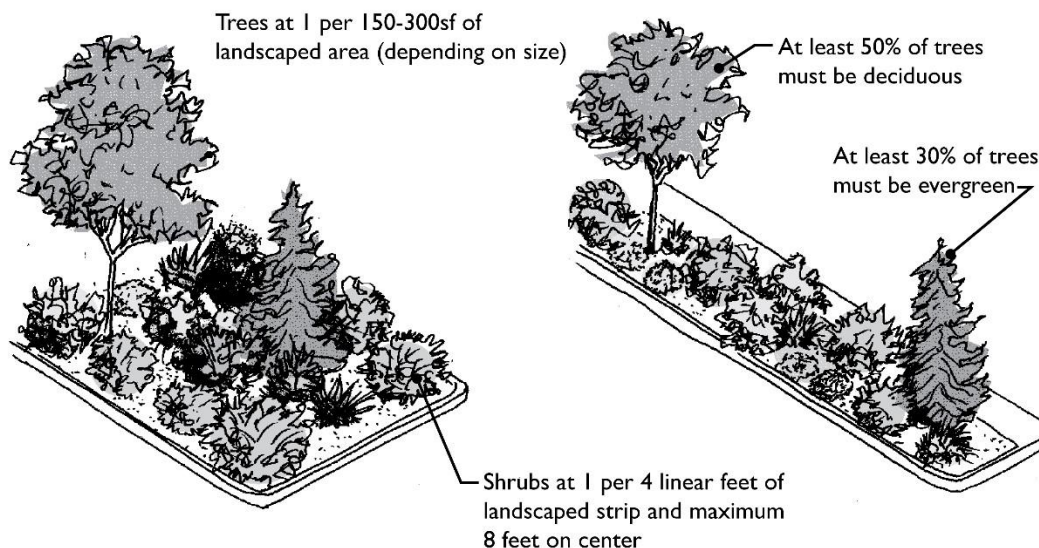 Trees at 1 per 150-300sf of
landscaped area (depending on size)
At least 50% of trees
must be deciduous
At least 30% of trees
must be evergreen
Shrubs at 1 per 4 linear feet of
landscaped strip and maximum
8 feet on center